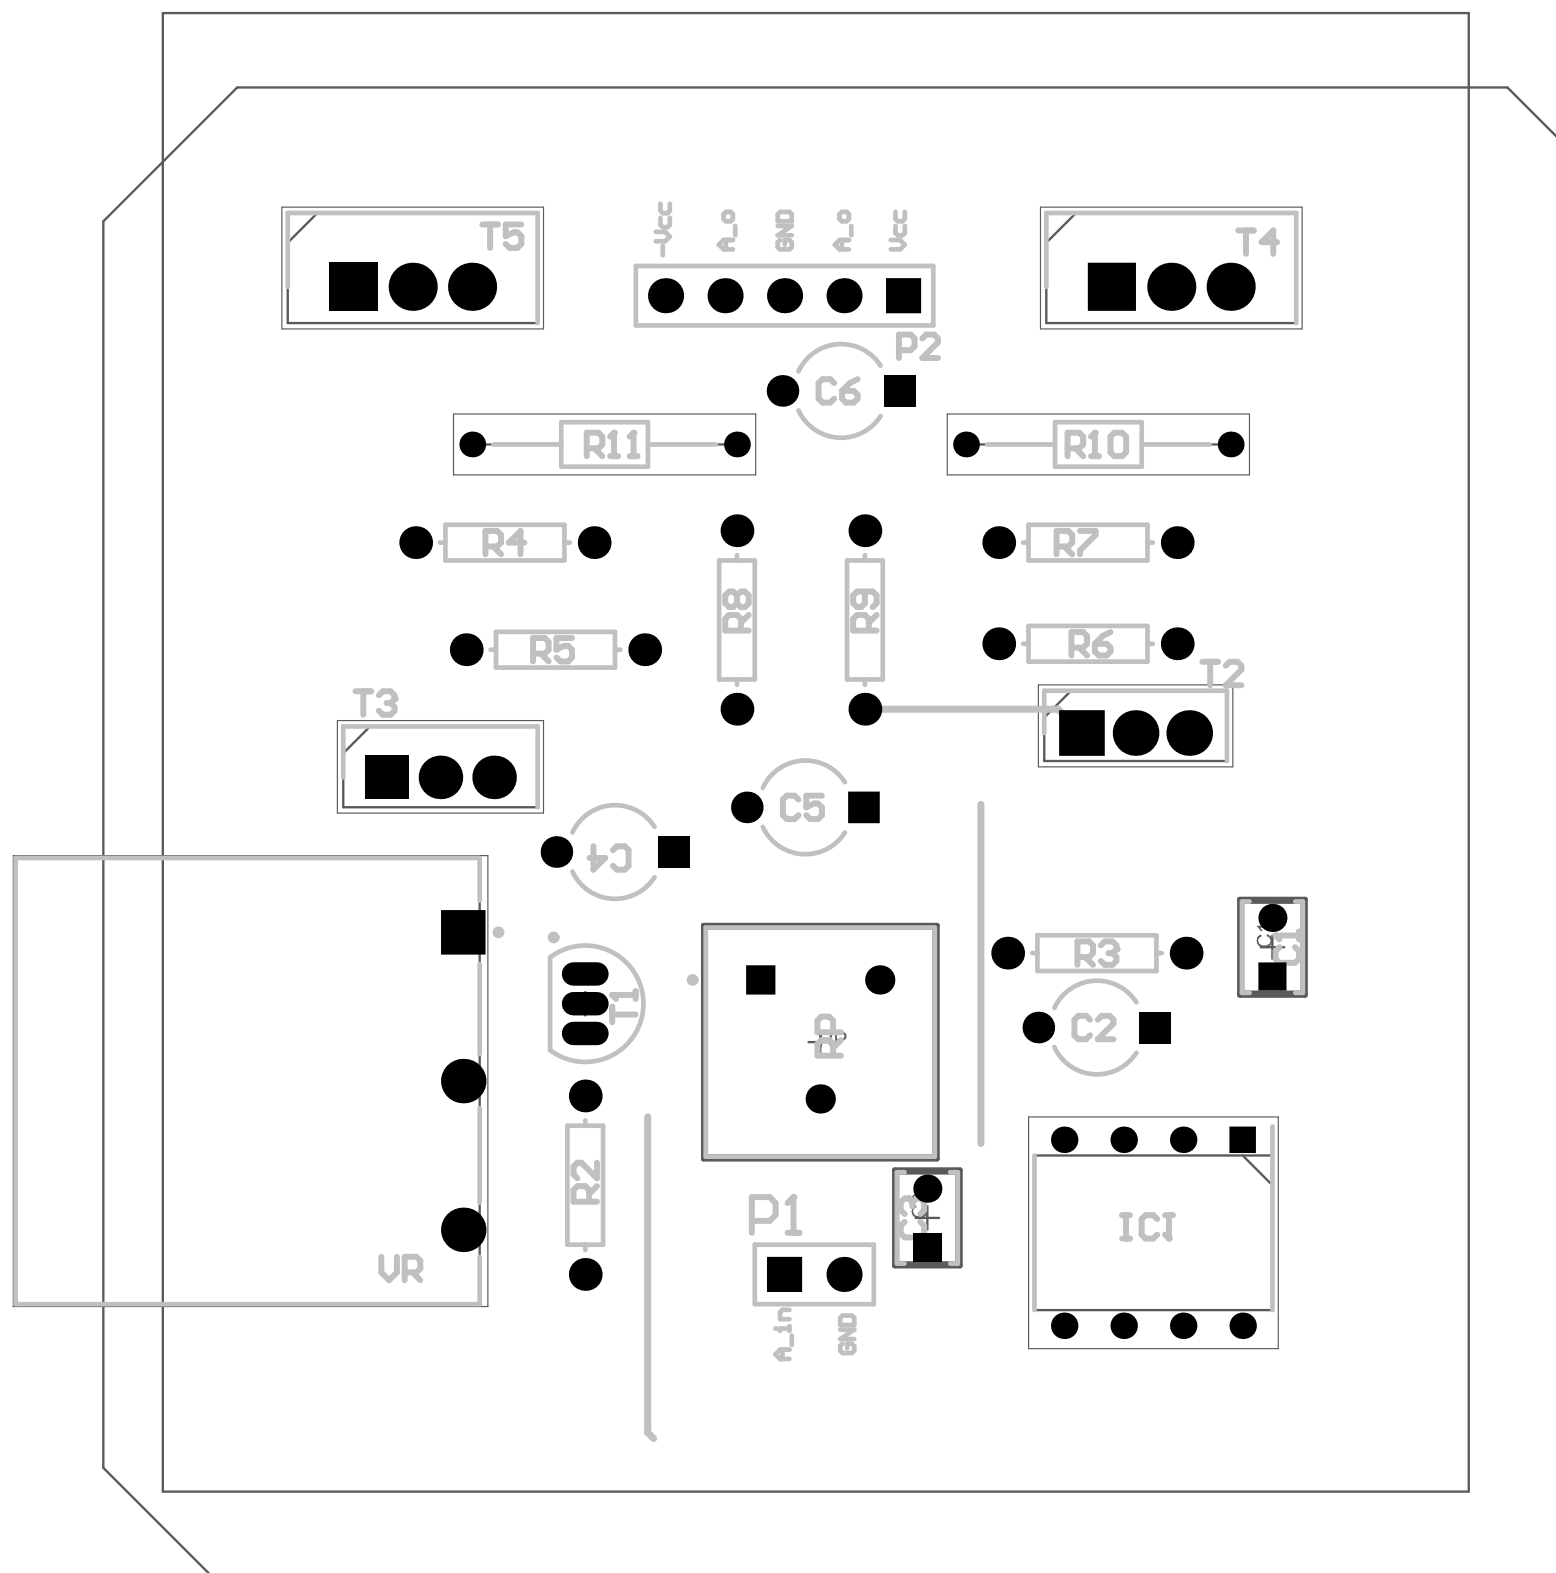 -Vcc A_o GND A_o Vcc
T5
T4
P2
C6
R11
R10
R4
R7
R8
R9
R5
R6
T2
T3
C5
C4
C1
R3
T1
C2
RP
R2
P1
C3
IC1
VR
A_in GND